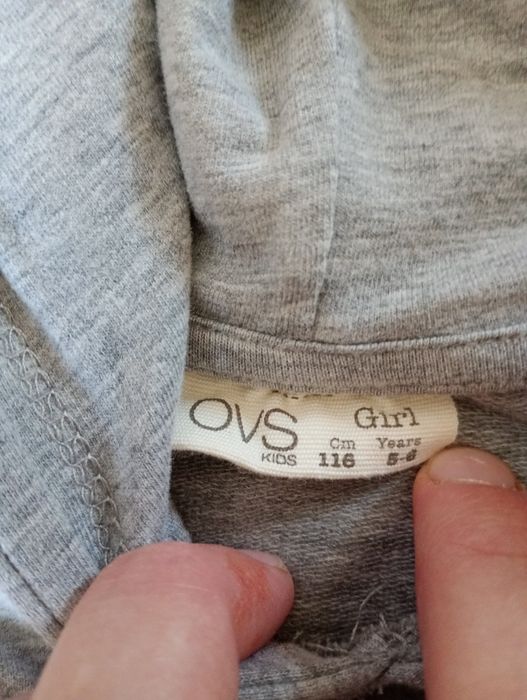 OVS Girl
KIDS Cm Years
116 5-6